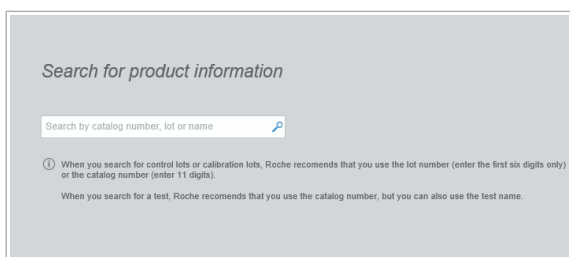 Search for product information
Search by catalog number, lot or name
When you search for control lots or calibration lots, Roche recomends that you use the lot number (enter the first six digits only)
or the catalog number (enter 11 digits).
When you search for a test, Roche recomends that you use the catalog number, but you can also use the test name.